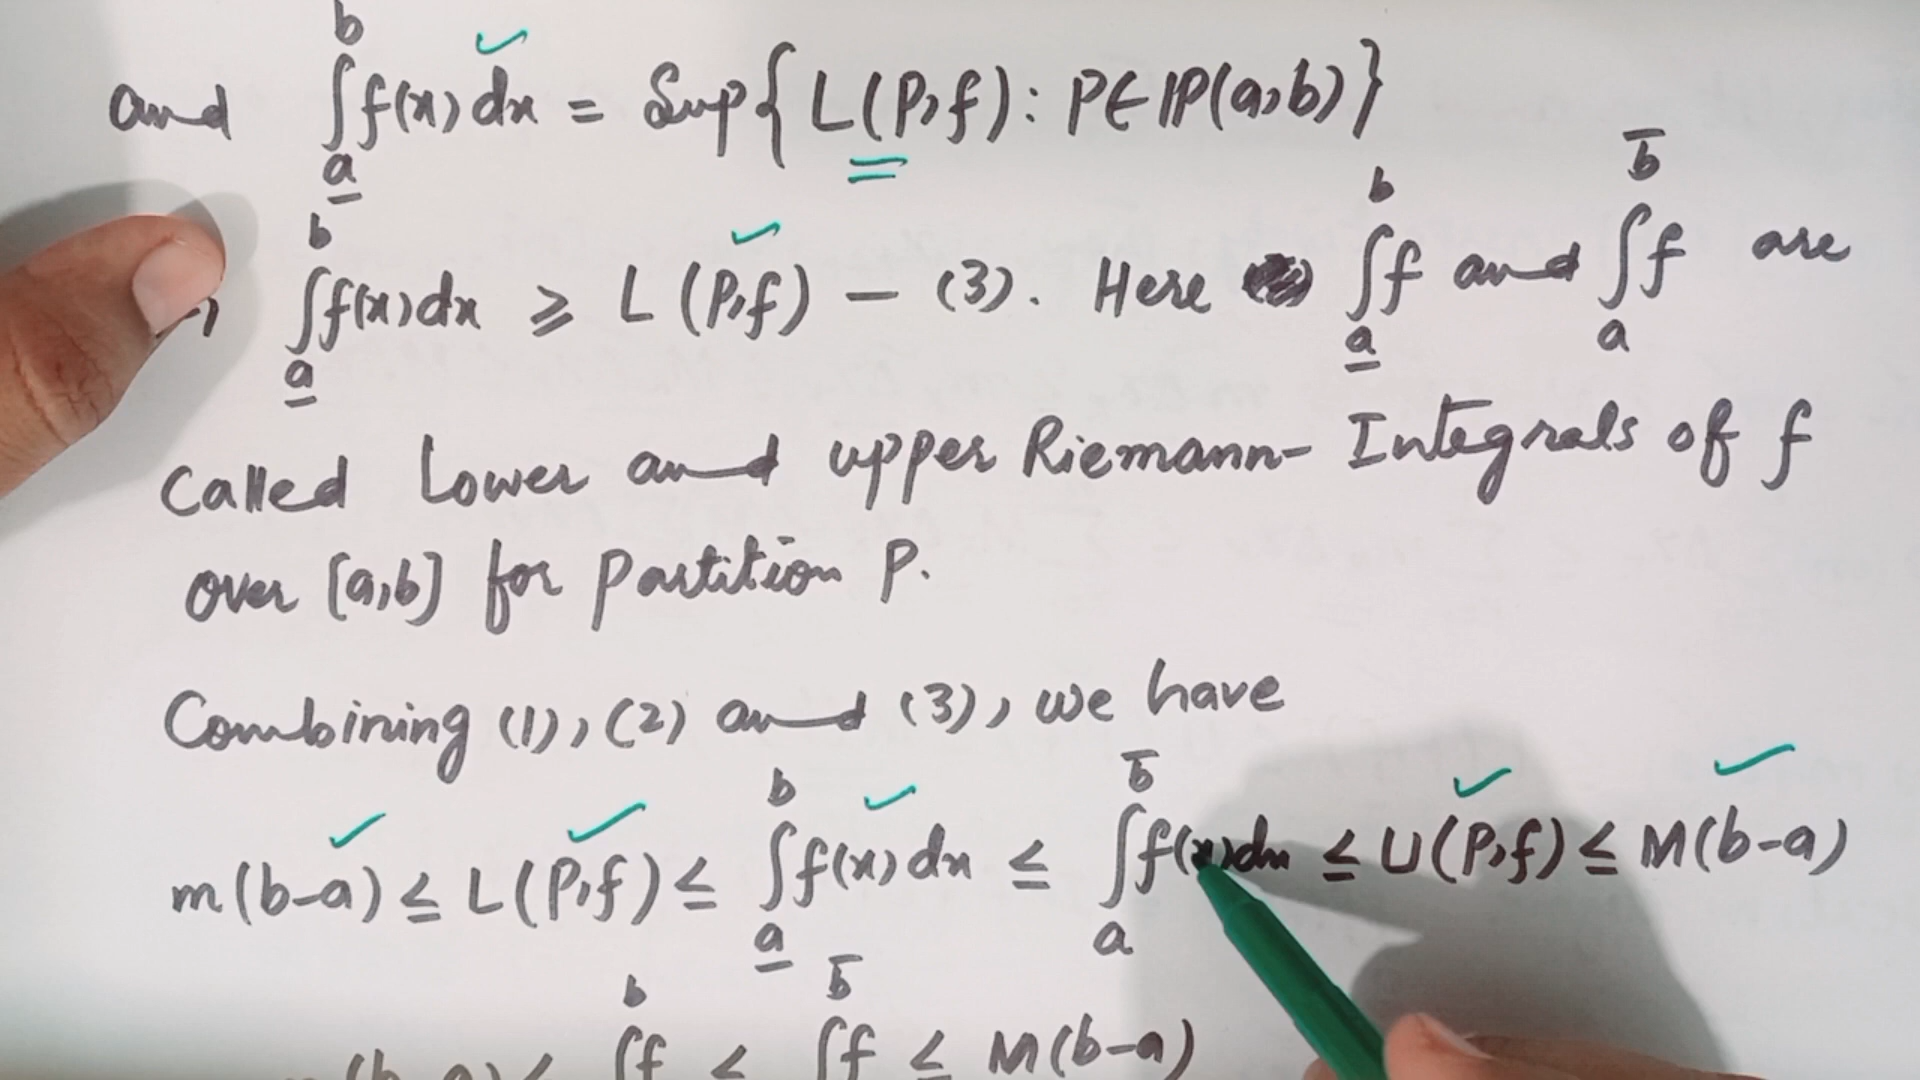 and ∫_a̲^b f(x) dx = Sup{ L(P,f) : P∈ℙ(a,b)}
∫_a̲^b f(x)dx ≥ L(P,f) — (3). Here ∫_a̲^b f and ∫_a^b̅ f are
Called Lower and upper Riemann- Integrals of f
over [a,b] for partition P.
Combining (1), (2) and (3), we have
m(b-a) ≤ L(P,f) ≤ ∫_a̲^b f(x) dx ≤ ∫_a^b̅ f(x)dx ≤ U(P,f) ≤ M(b-a)
(b-a) ≤ ∫^b f ≤ ∫^b̅ f ≤ M(b-a)